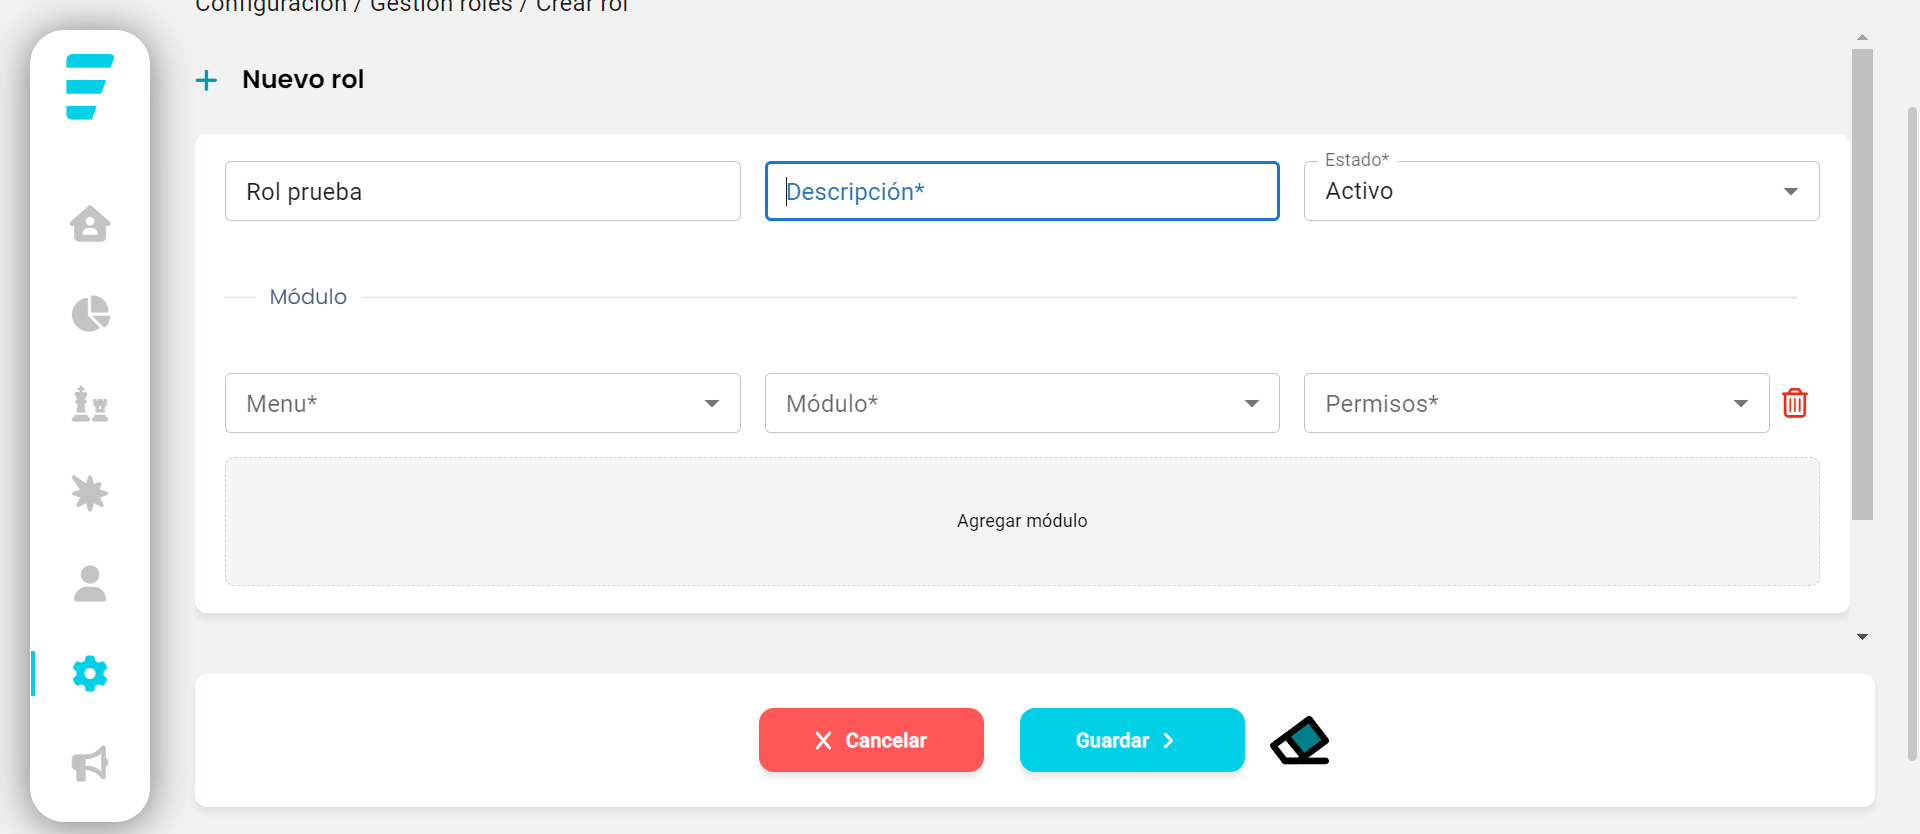 Configuración / Gestión roles / Crear rol
Nuevo rol
Rol prueba
Descripción*
Estado*
Activo
Módulo
Menu*
Módulo*
Permisos*
Agregar módulo
Cancelar
Guardar